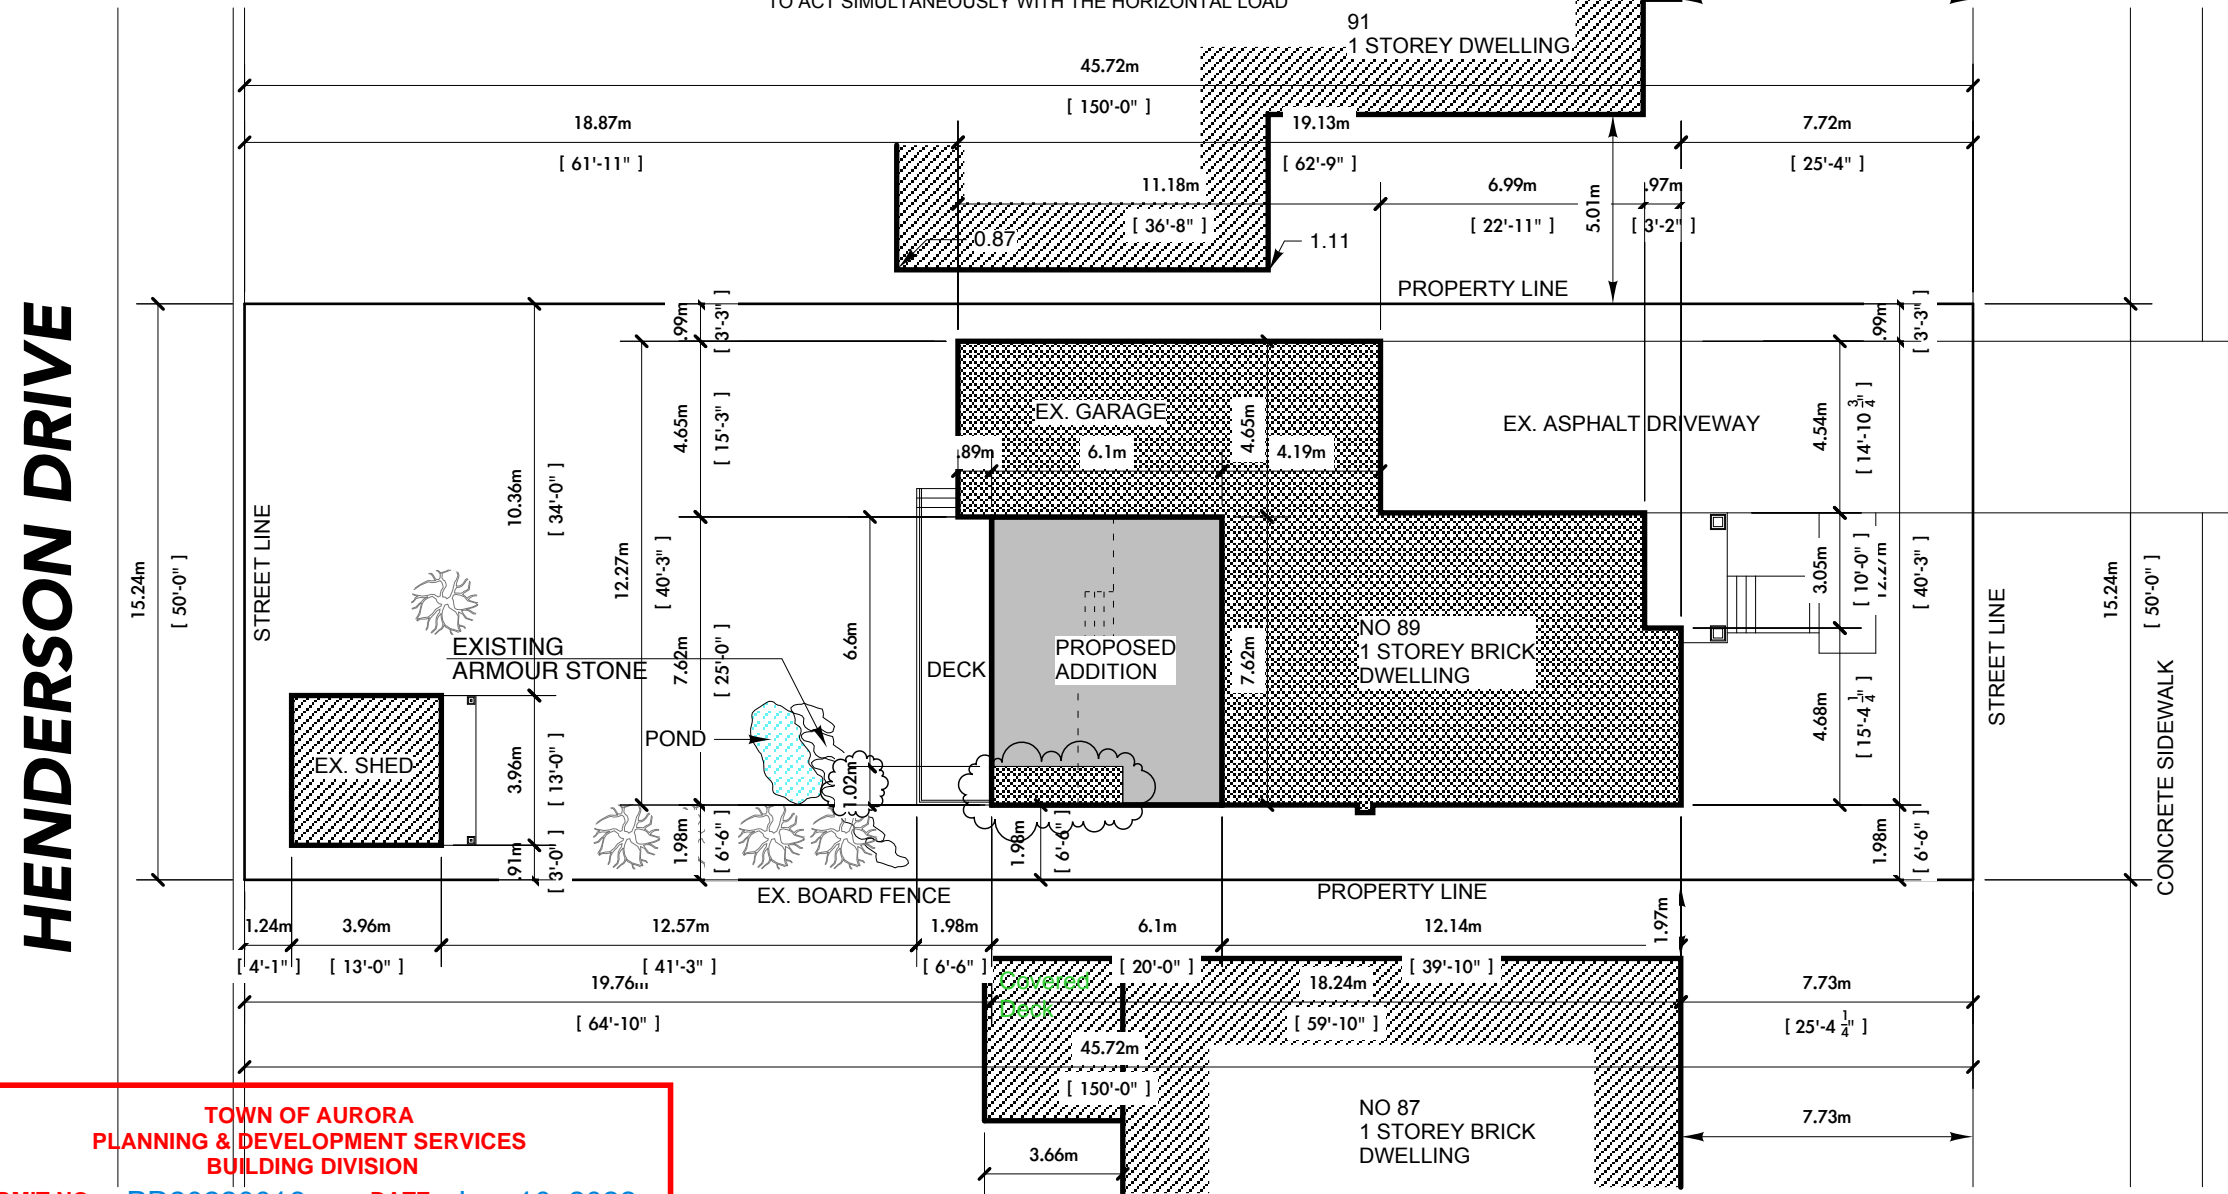 TO ACT SIMULTANEOUSLY WITH THE HORIZONTAL LOAD
91
1 STOREY DWELLING
45.72m
[ 150'-0" ]
18.87m
[ 61'-11" ]
19.13m
[ 62'-9" ]
7.72m
[ 25'-4" ]
11.18m
[ 36'-8" ]
6.99m
[ 22'-11" ]
.97m
[ 3'-2" ]
5.01m
0.87
1.11
PROPERTY LINE
HENDERSON DRIVE
15.24m
[ 50'-0" ]
STREET LINE
10.36m
[ 34'-0" ]
12.27m
[ 40'-3" ]
.99m
[ 3'-3" ]
4.65m
[ 15'-3" ]
7.62m
[ 25'-0" ]
1.98m
[ 6'-6" ]
6.6m
1.02m
EX. GARAGE
.89m
6.1m
4.65m
4.19m
EX. ASPHALT DRIVEWAY
.99m
[ 3'-3" ]
4.54m
[ 14'-10 3/4" ]
3.05m
[ 10'-0" ]
12.27m
[ 40'-3" ]
4.68m
[ 15'-4 1/4" ]
1.98m
[ 6'-6" ]
STREET LINE
15.24m
[ 50'-0" ]
CONCRETE SIDEWALK
EXISTING
ARMOUR STONE
DECK
PROPOSED
ADDITION
7.62m
NO 89
1 STOREY BRICK
DWELLING
POND
EX. SHED
3.96m
[ 13'-0" ]
.91m
[ 3'-0" ]
1.98m
[ 6'-6" ]
EX. BOARD FENCE
PROPERTY LINE
1.24m
[ 4'-1" ]
3.96m
[ 13'-0" ]
12.57m
[ 41'-3" ]
1.98m
[ 6'-6" ]
6.1m
[ 20'-0" ]
12.14m
[ 39'-10" ]
1.97m
19.76m
[ 64'-10" ]
Covered
Deck
18.24m
[ 59'-10" ]
7.73m
[ 25'-4 1/4" ]
45.72m
[ 150'-0" ]
NO 87
1 STOREY BRICK
DWELLING
7.73m
3.66m
TOWN OF AURORA
PLANNING & DEVELOPMENT SERVICES
BUILDING DIVISION